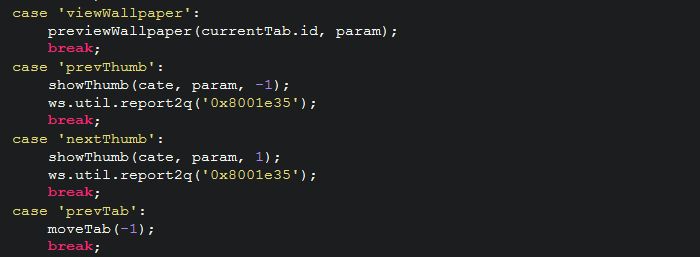 case 'viewWallpaper':
previewWallpaper(currentTab.id, param);
break;
case 'prevThumb':
showThumb(cate, param, -1);
ws.util.report2q('0x8001e35');
break;
case 'nextThumb':
showThumb(cate, param, 1);
ws.util.report2q('0x8001e35');
break;
case 'prevTab':
moveTab(-1);
break;